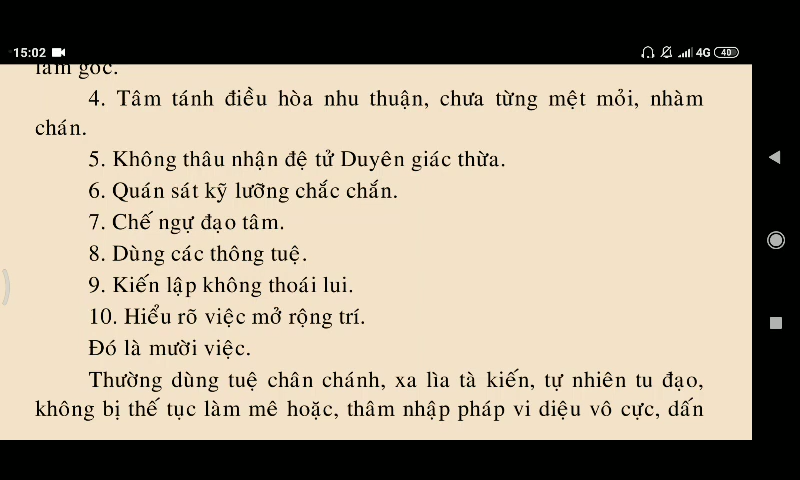 15:02 4G 40
làm gốc.
4. Tâm tánh điều hòa nhu thuận, chưa từng mệt mỏi, nhàm
chán.
5. Không thâu nhận đệ tử Duyên giác thừa.
6. Quán sát kỹ lưỡng chắc chắn.
7. Chế ngự đạo tâm.
8. Dùng các thông tuệ.
9. Kiến lập không thoái lui.
10. Hiểu rõ việc mở rộng trí.
Đó là mười việc.
Thường dùng tuệ chân chánh, xa lìa tà kiến, tự nhiên tu đạo,
không bị thế tục làm mê hoặc, thâm nhập pháp vi diệu vô cực, dấn